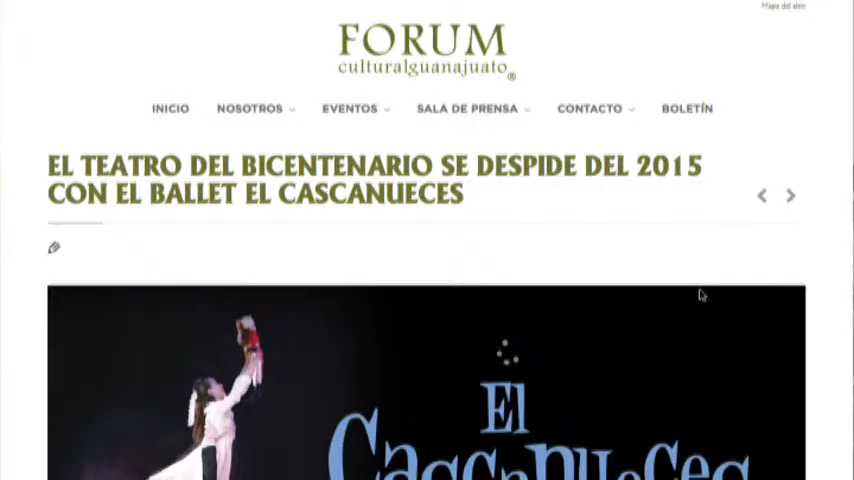 Mapa del sitio
FORUM
culturalguanajuato®
INICIO NOSOTROS EVENTOS SALA DE PRENSA CONTACTO BOLETÍN
EL TEATRO DEL BICENTENARIO SE DESPIDE DEL 2015
CON EL BALLET EL CASCANUECES
El
Cascanueces